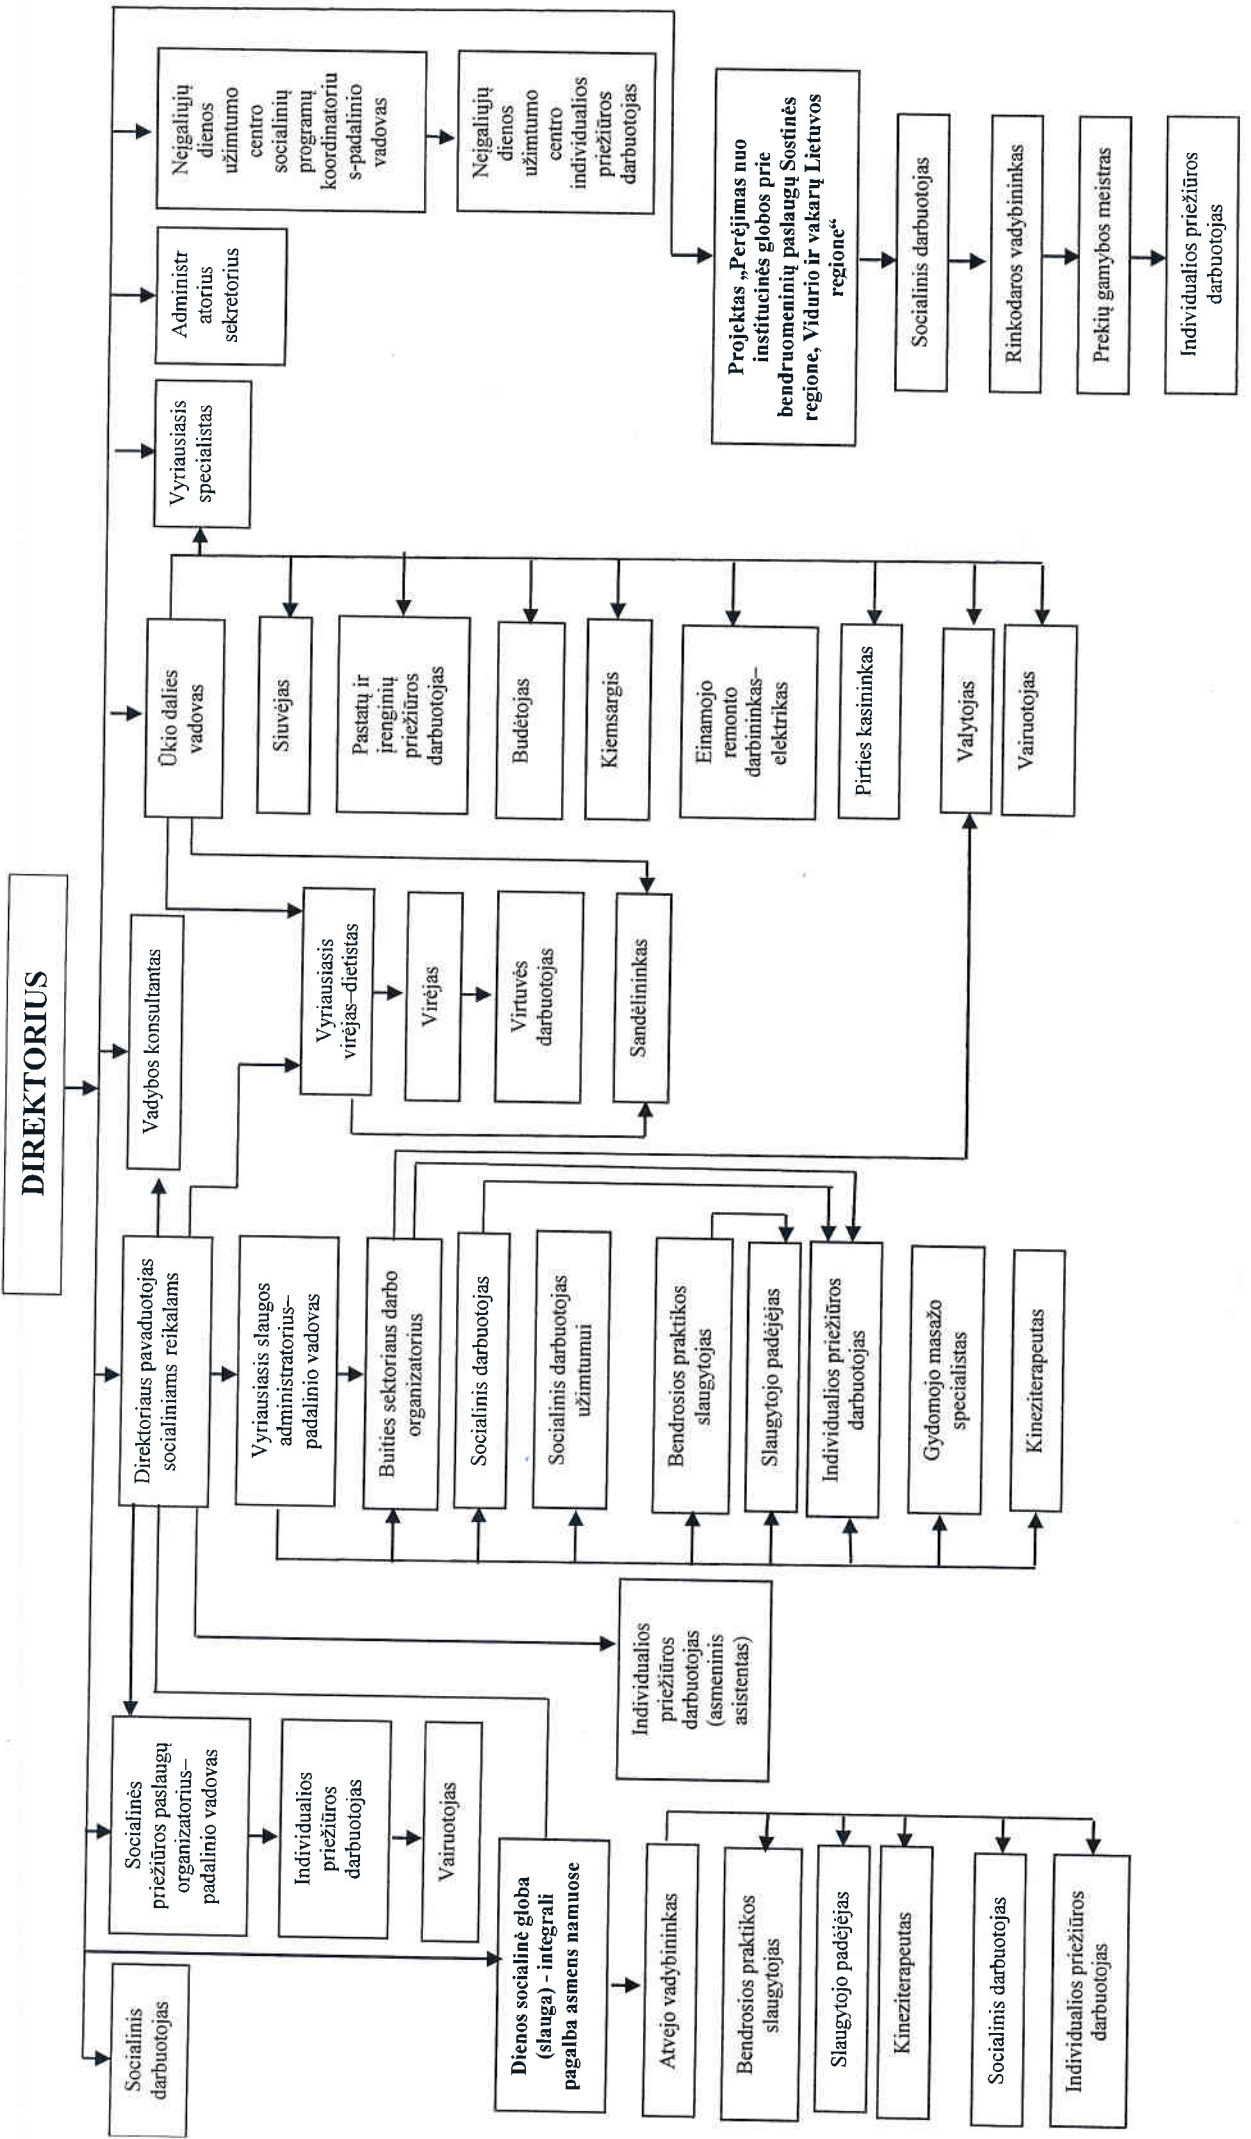 DIREKTORIUS
Socialinis
darbuotojas
Socialinės
priežiūros paslaugų
organizatorius–
padalinio vadovas
Individualios
priežiūros
darbuotojas
Vairuotojas
Dienos socialinė globa
(slauga) - integrali
pagalba asmens namuose
Atvejo vadybininkas
Bendrosios praktikos
slaugytojas
Slaugytojo padėjėjas
Kineziterapeutas
Socialinis darbuotojas
Individualios priežiūros
darbuotojas
Direktoriaus pavaduotojas
socialiniams reikalams
Vyriausiasis slaugos
administratorius–
padalinio vadovas
Buities sektoriaus darbo
organizatorius
Socialinis darbuotojas
Socialinis darbuotojas
užimtumui
Bendrosios praktikos
slaugytojas
Slaugytojo padėjėjas
Individualios priežiūros
darbuotojas
Gydomojo masažo
specialistas
Kineziterapeutas
Individualios
priežiūros
darbuotojas
(asmeninis
asistentas)
Vadybos konsultantas
Vyriausiasis
virėjas–dietistas
Virėjas
Virtuvės
darbuotojas
Sandėlininkas
Ūkio dalies
vadovas
Siuvėjas
Pastatų ir
įrenginių
priežiūros
darbuotojas
Budėtojas
Kiemsargis
Einamojo
remonto
darbininkas–
elektrikas
Pirties kasininkas
Valytojas
Vairuotojas
Vyriausiasis
specialistas
Administr
atorius
sekretorius
Neįgaliųjų
dienos
užimtumo
centro
socialinių
programų
koordinatoriu
s-padalinio
vadovas
Neįgaliųjų
dienos
užimtumo
centro
individualios
priežiūros
darbuotojas
Projektas „Perėjimas nuo
institucinės globos prie
bendruomeninių paslaugų Sostinės
regione, Vidurio ir vakarų Lietuvos
regione“
Socialinis darbuotojas
Rinkodaros vadybininkas
Prekių gamybos meistras
Individualios priežiūros
darbuotojas